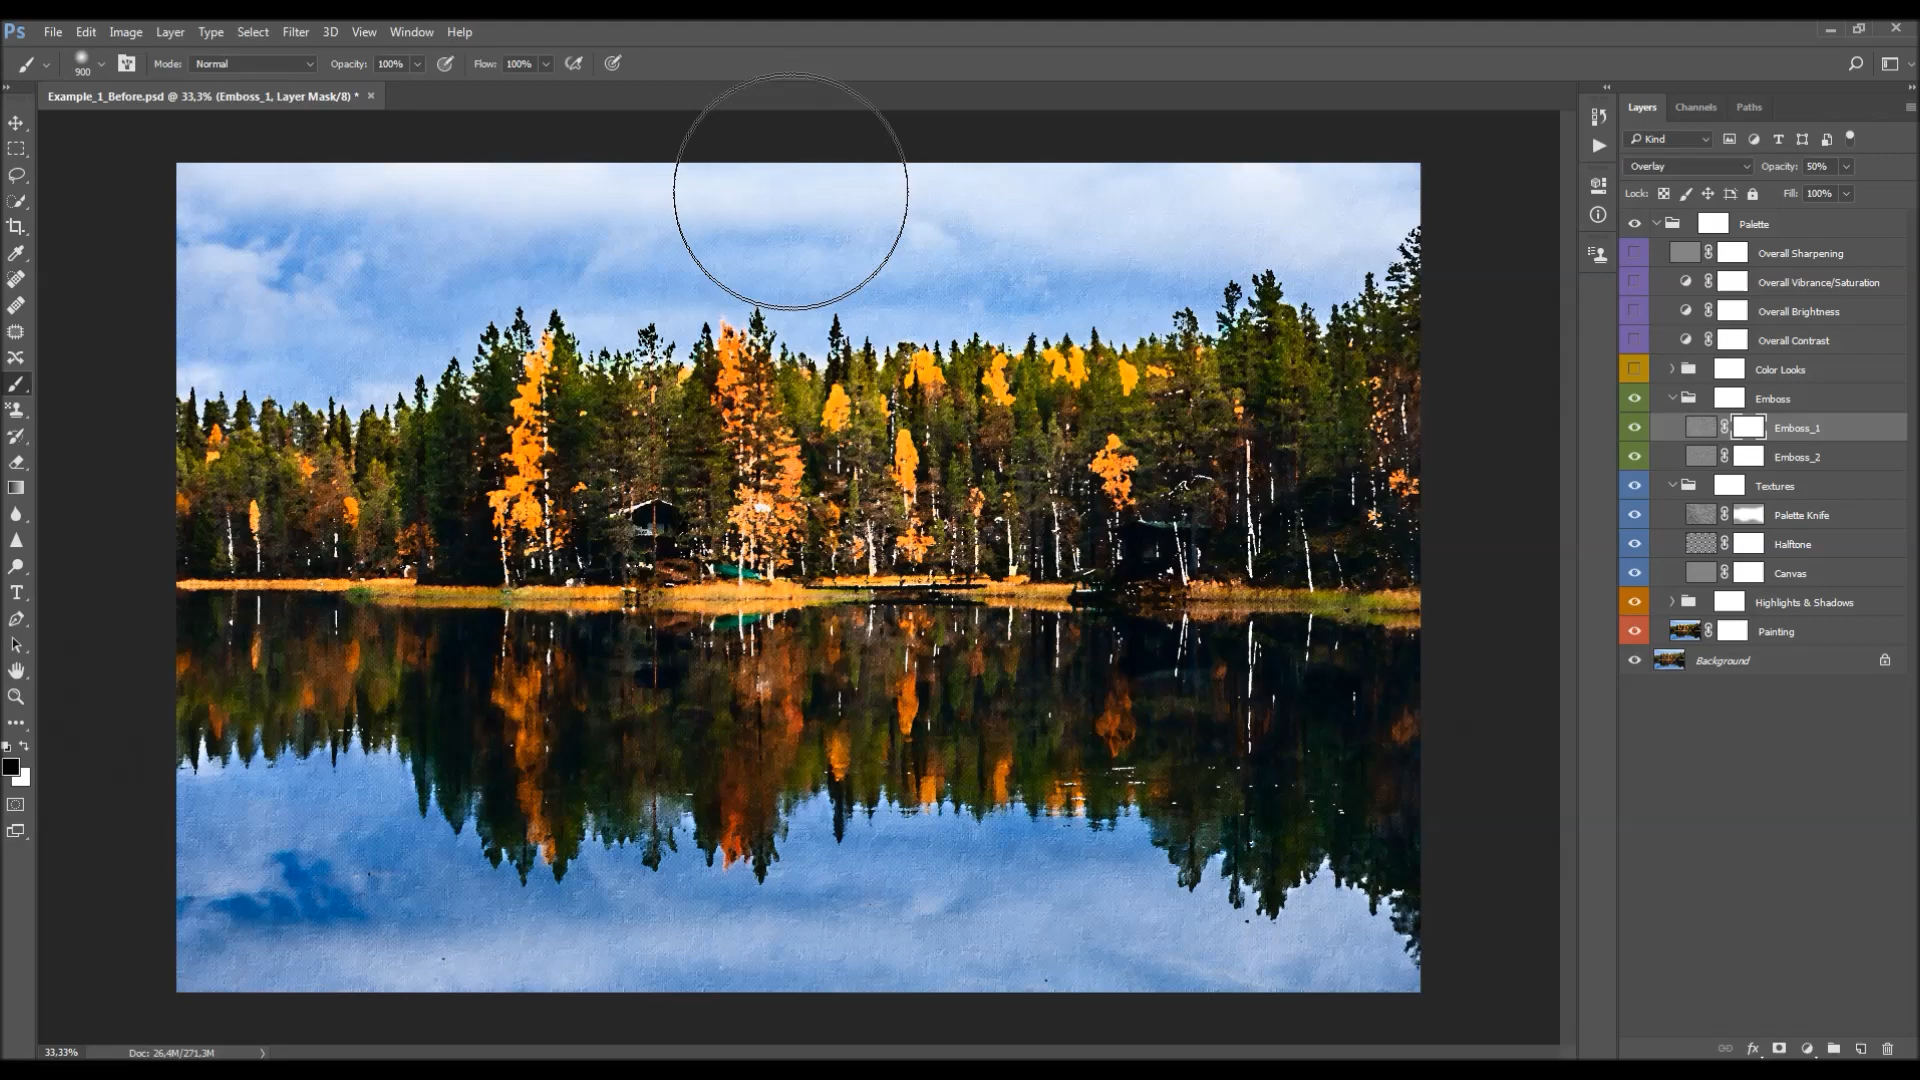 Ps File Edit Image Layer Type Select Filter 3D View Window Help
900 Mode: Normal Opacity: 100% Flow: 100%
Example_1_Before.psd @ 33,3% (Emboss_1, Layer Mask/8) * ×
Layers Channels Paths
Kind
Overlay Opacity: 50%
Lock: Fill: 100%
Palette
Overall Sharpening
Overall Vibrance/Saturation
Overall Brightness
Overall Contrast
Color Looks
Emboss
Emboss_1
Emboss_2
Textures
Palette Knife
Halftone
Canvas
Highlights & Shadows
Painting
Background
33,33% Doc: 26,4M/271,3M
fx